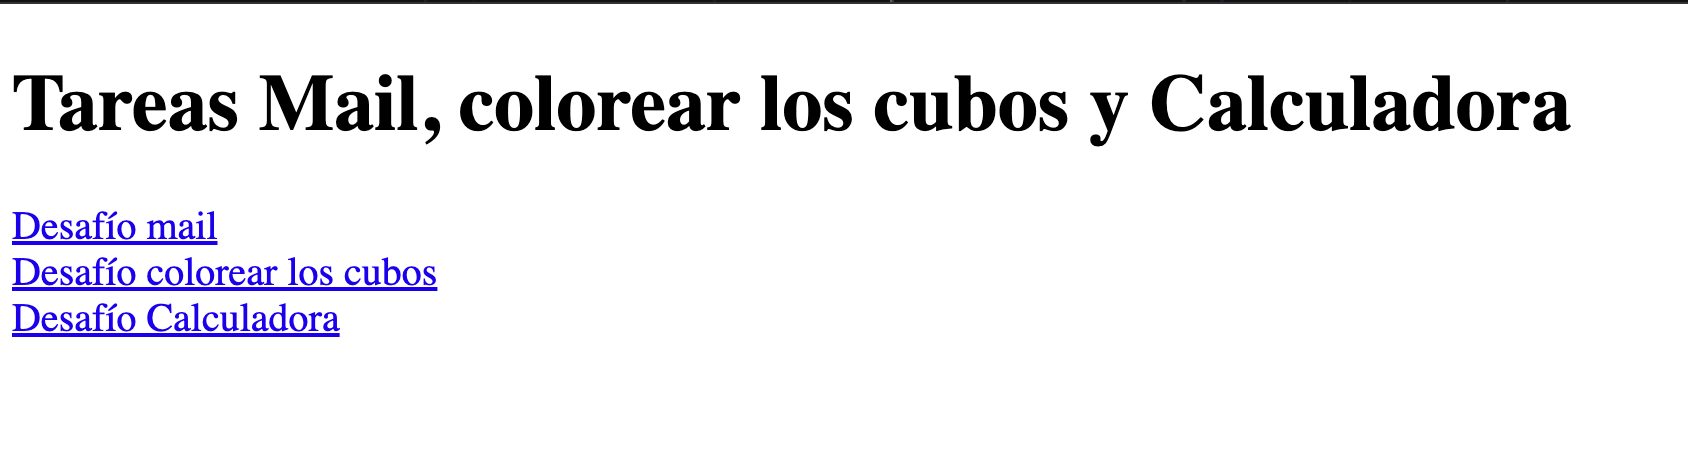 Tareas Mail, colorear los cubos y Calculadora
Desafío mail
Desafío colorear los cubos
Desafío Calculadora